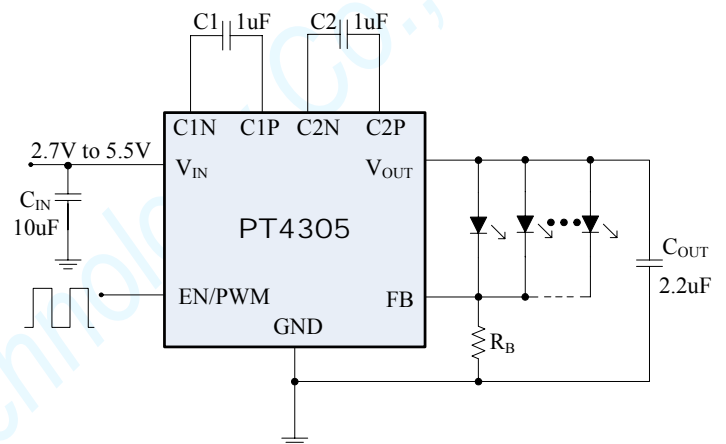 C1 1uF C2 1uF
C1N C1P C2N C2P
2.7V to 5.5V
VIN VOUT
CIN
10uF
PT4305
COUT
2.2uF
EN/PWM FB
GND
RB
Co.,